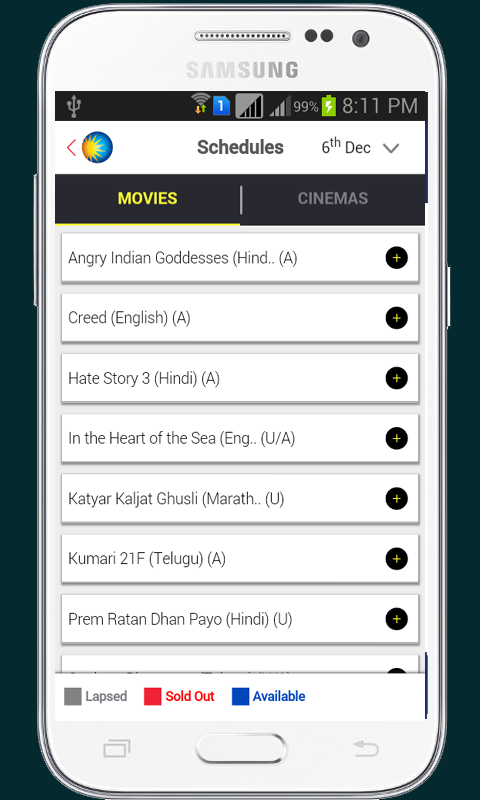 SAMSUNG
1 99% 8:11 PM
Schedules 6th Dec
MOVIES CINEMAS
Angry Indian Goddesses (Hind.. (A)
Creed (English) (A)
Hate Story 3 (Hindi) (A)
In the Heart of the Sea (Eng.. (U/A)
Katyar Kaljat Ghusli (Marath.. (U)
Kumari 21F (Telugu) (A)
Prem Ratan Dhan Payo (Hindi) (U)
Lapsed Sold Out Available